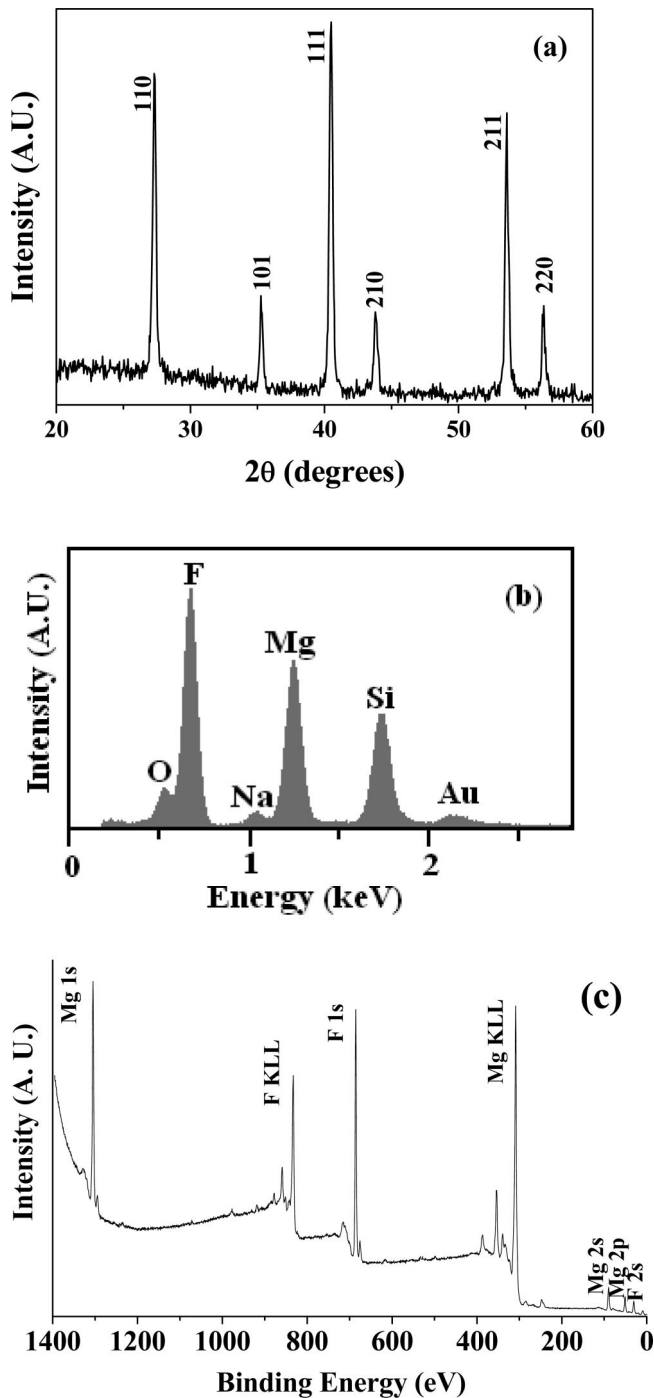 (a)
Intensity (A.U.)
110
101
111
210
211
220
20 30 40 50 60
2θ (degrees)
(b)
Intensity (A.U.)
O
F
Na
Mg
Si
Au
0 1 2
Energy (keV)
(c)
Intensity (A. U.)
Mg 1s
F KLL
F 1s
Mg KLL
Mg 2s
Mg 2p
F 2s
1400 1200 1000 800 600 400 200 0
Binding Energy (eV)